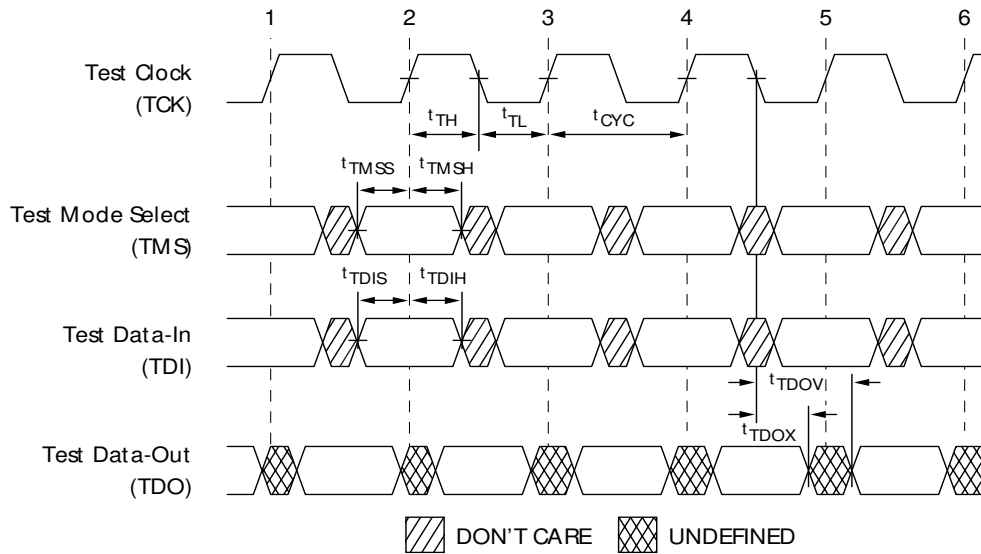 1 2 3 4 5 6
Test Clock
(TCK)
tTH tTL tCYC
tTMSS tTMSH
Test Mode Select
(TMS)
tTDIS tTDIH
Test Data-In
(TDI)
tTDOV
tTDOX
Test Data-Out
(TDO)
DON'T CARE UNDEFINED